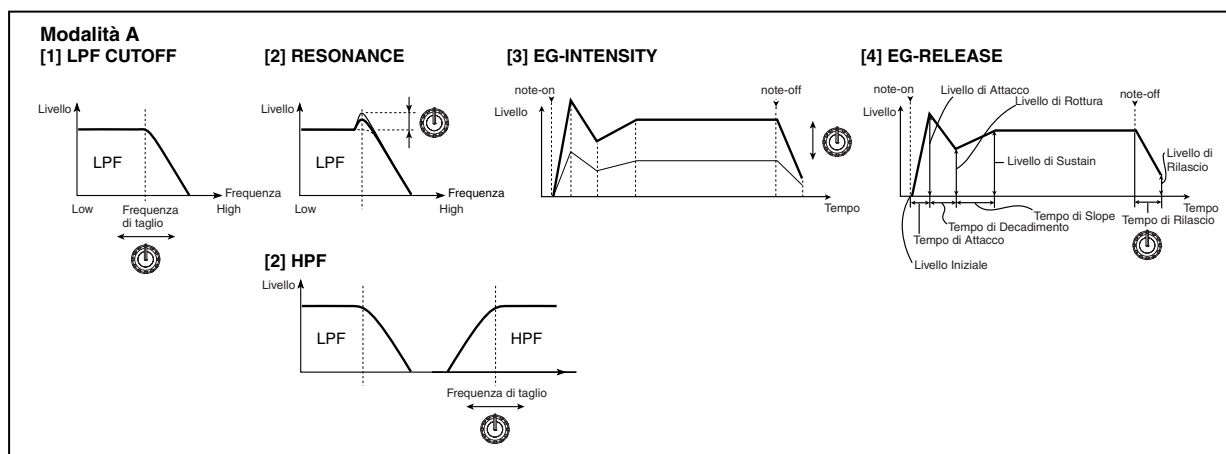 Modalità A
[1] LPF CUTOFF
Livello
LPF
Frequenza
Low
High
Frequenza
di taglio
[2] RESONANCE
Livello
LPF
Frequenza
Low
High
[2] HPF
Livello
LPF
HPF
Frequenza di taglio
[3] EG-INTENSITY
note-on
note-off
Livello
Tempo
[4] EG-RELEASE
note-on
note-off
Livello
Livello di Attacco
Livello di Rottura
Livello di Sustain
Livello di
Rilascio
Tempo
Tempo di Slope
Tempo di Rilascio
Tempo di Decadimento
Tempo di Attacco
Livello Iniziale